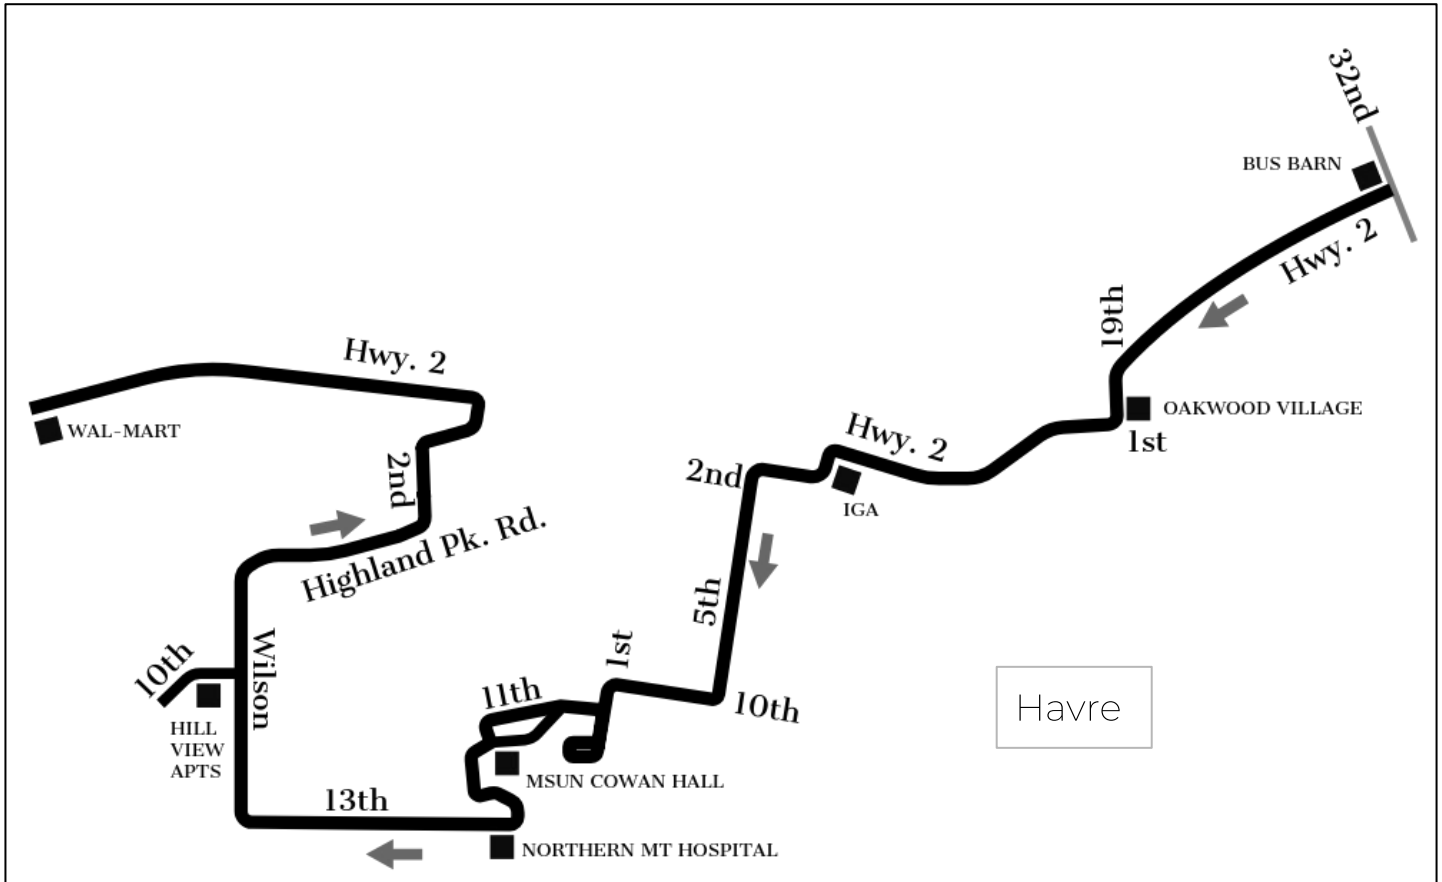 32nd
BUS BARN
Hwy. 2
19th
OAKWOOD VILLAGE
1st
Hwy. 2
WAL-MART
Hwy. 2
2nd
IGA
2nd
Highland Pk. Rd.
5th
1st
10th
Wilson
10th
11th
HILL
VIEW
APTS
MSUN COWAN HALL
13th
NORTHERN MT HOSPITAL
Havre